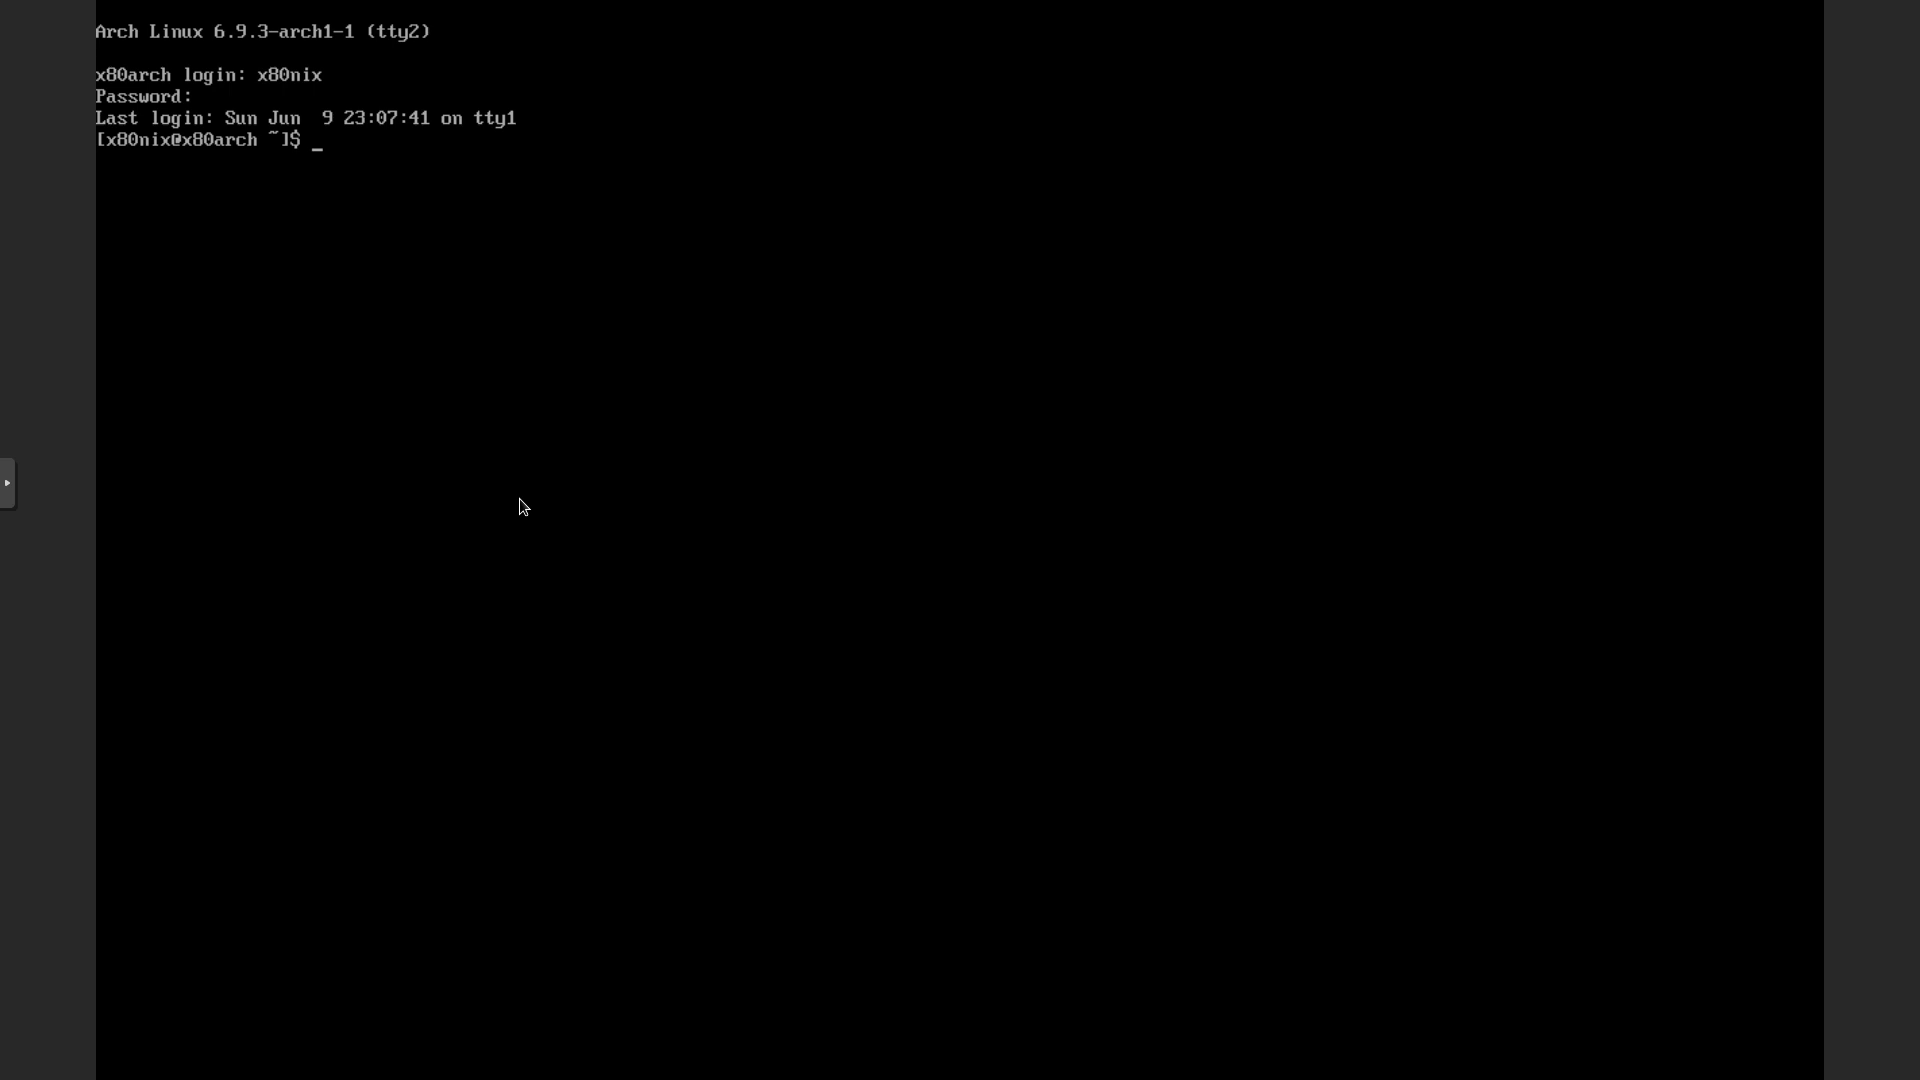 Arch Linux 6.9.3-arch1-1 (tty2)
x80arch login: x80nix
Password:
Last login: Sun Jun  9 23:07:41 on tty1
[x80nix@x80arch ~]$ _